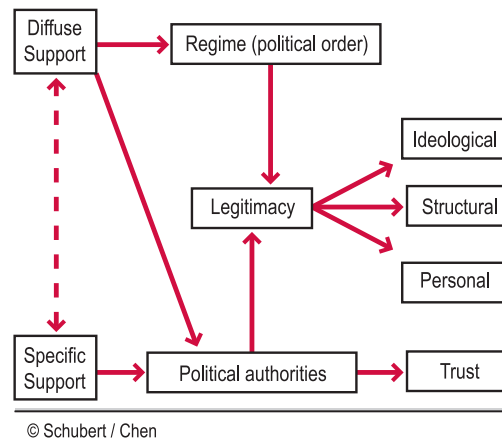 Diffuse
Support
Regime (political order)
Ideological
Legitimacy
Structural
Personal
Specific
Support
Political authorities
Trust
© Schubert / Chen